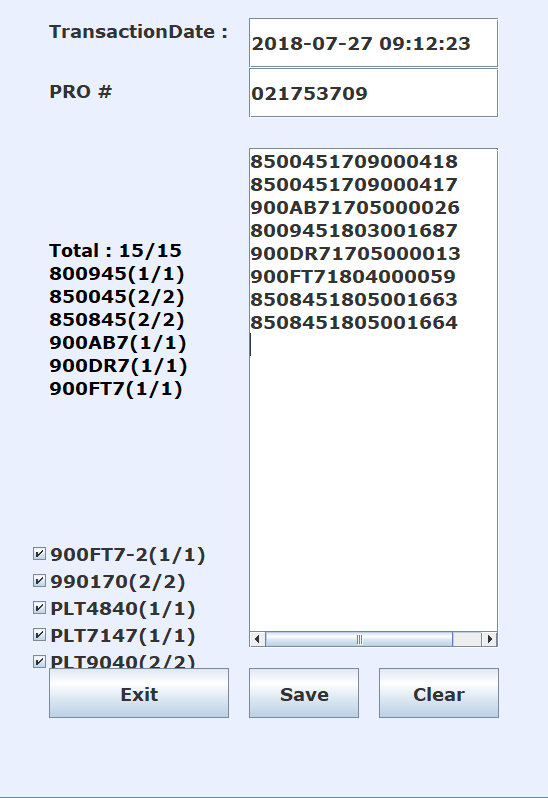 TransactionDate :
2018-07-27 09:12:23
PRO #
021753709
8500451709000418
8500451709000417
900AB71705000026
8009451803001687
900DR71705000013
900FT71804000059
8508451805001663
8508451805001664
Total : 15/15
800945(1/1)
850045(2/2)
850845(2/2)
900AB7(1/1)
900DR7(1/1)
900FT7(1/1)
900FT7-2(1/1)
990170(2/2)
PLT4840(1/1)
PLT7147(1/1)
PLT9040(2/2)
Exit
Save
Clear